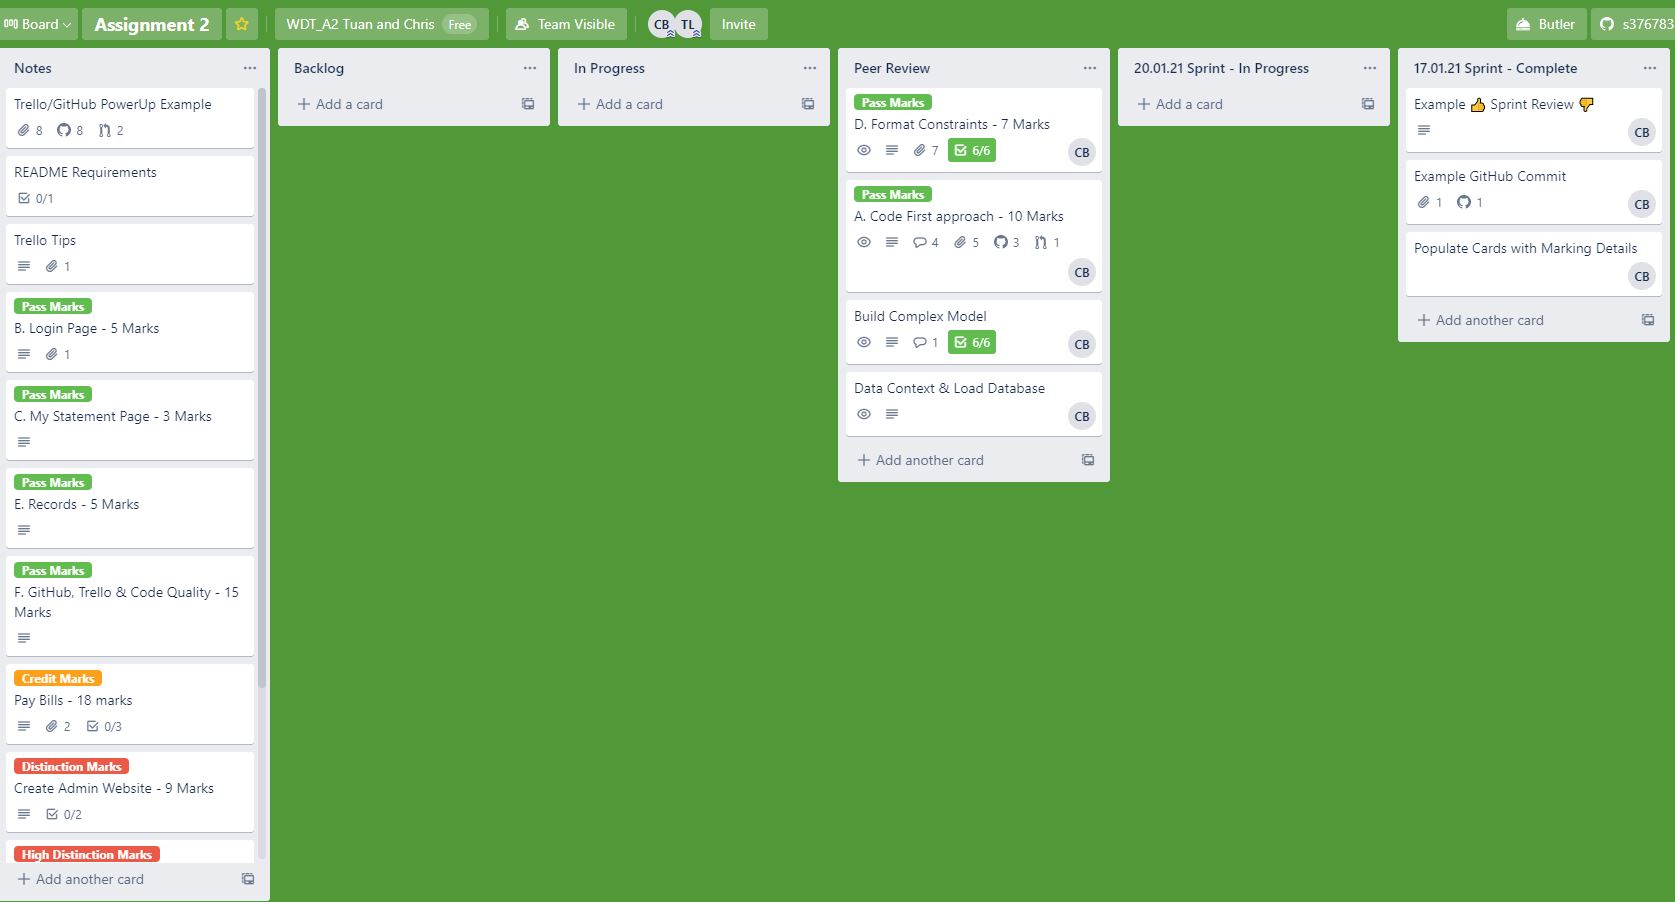 Board
Assignment 2
WDT_A2 Tuan and Chris Free
Team Visible
CB TL
Invite
Butler
s376783
Notes
Trello/GitHub PowerUp Example
8 8 2
README Requirements
0/1
Trello Tips
1
Pass Marks
B. Login Page - 5 Marks
1
Pass Marks
C. My Statement Page - 3 Marks
Pass Marks
E. Records - 5 Marks
Pass Marks
F. GitHub, Trello & Code Quality - 15
Marks
Credit Marks
Pay Bills - 18 marks
2 0/3
Distinction Marks
Create Admin Website - 9 Marks
0/2
High Distinction Marks
+ Add another card
Backlog
+ Add a card
In Progress
+ Add a card
Peer Review
Pass Marks
D. Format Constraints - 7 Marks
7 6/6
CB
Pass Marks
A. Code First approach - 10 Marks
4 5 3 1
CB
Build Complex Model
1 6/6
CB
Data Context & Load Database
CB
+ Add another card
20.01.21 Sprint - In Progress
+ Add a card
17.01.21 Sprint - Complete
Example 👍 Sprint Review 👎
CB
Example GitHub Commit
1 1
CB
Populate Cards with Marking Details
CB
+ Add another card